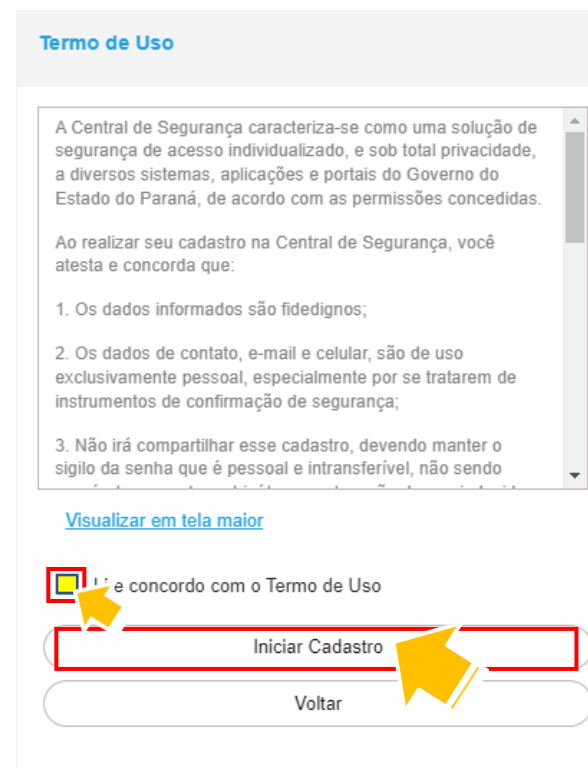 Termo de Uso
A Central de Segurança caracteriza-se como uma solução de
segurança de acesso individualizado, e sob total privacidade,
a diversos sistemas, aplicações e portais do Governo do
Estado do Paraná, de acordo com as permissões concedidas.
Ao realizar seu cadastro na Central de Segurança, você
atesta e concorda que:
1. Os dados informados são fidedignos;
2. Os dados de contato, e-mail e celular, são de uso
exclusivamente pessoal, especialmente por se tratarem de
instrumentos de confirmação de segurança;
3. Não irá compartilhar esse cadastro, devendo manter o
sigilo da senha que é pessoal e intransferível, não sendo
Visualizar em tela maior
e concordo com o Termo de Uso
Iniciar Cadastro
Voltar